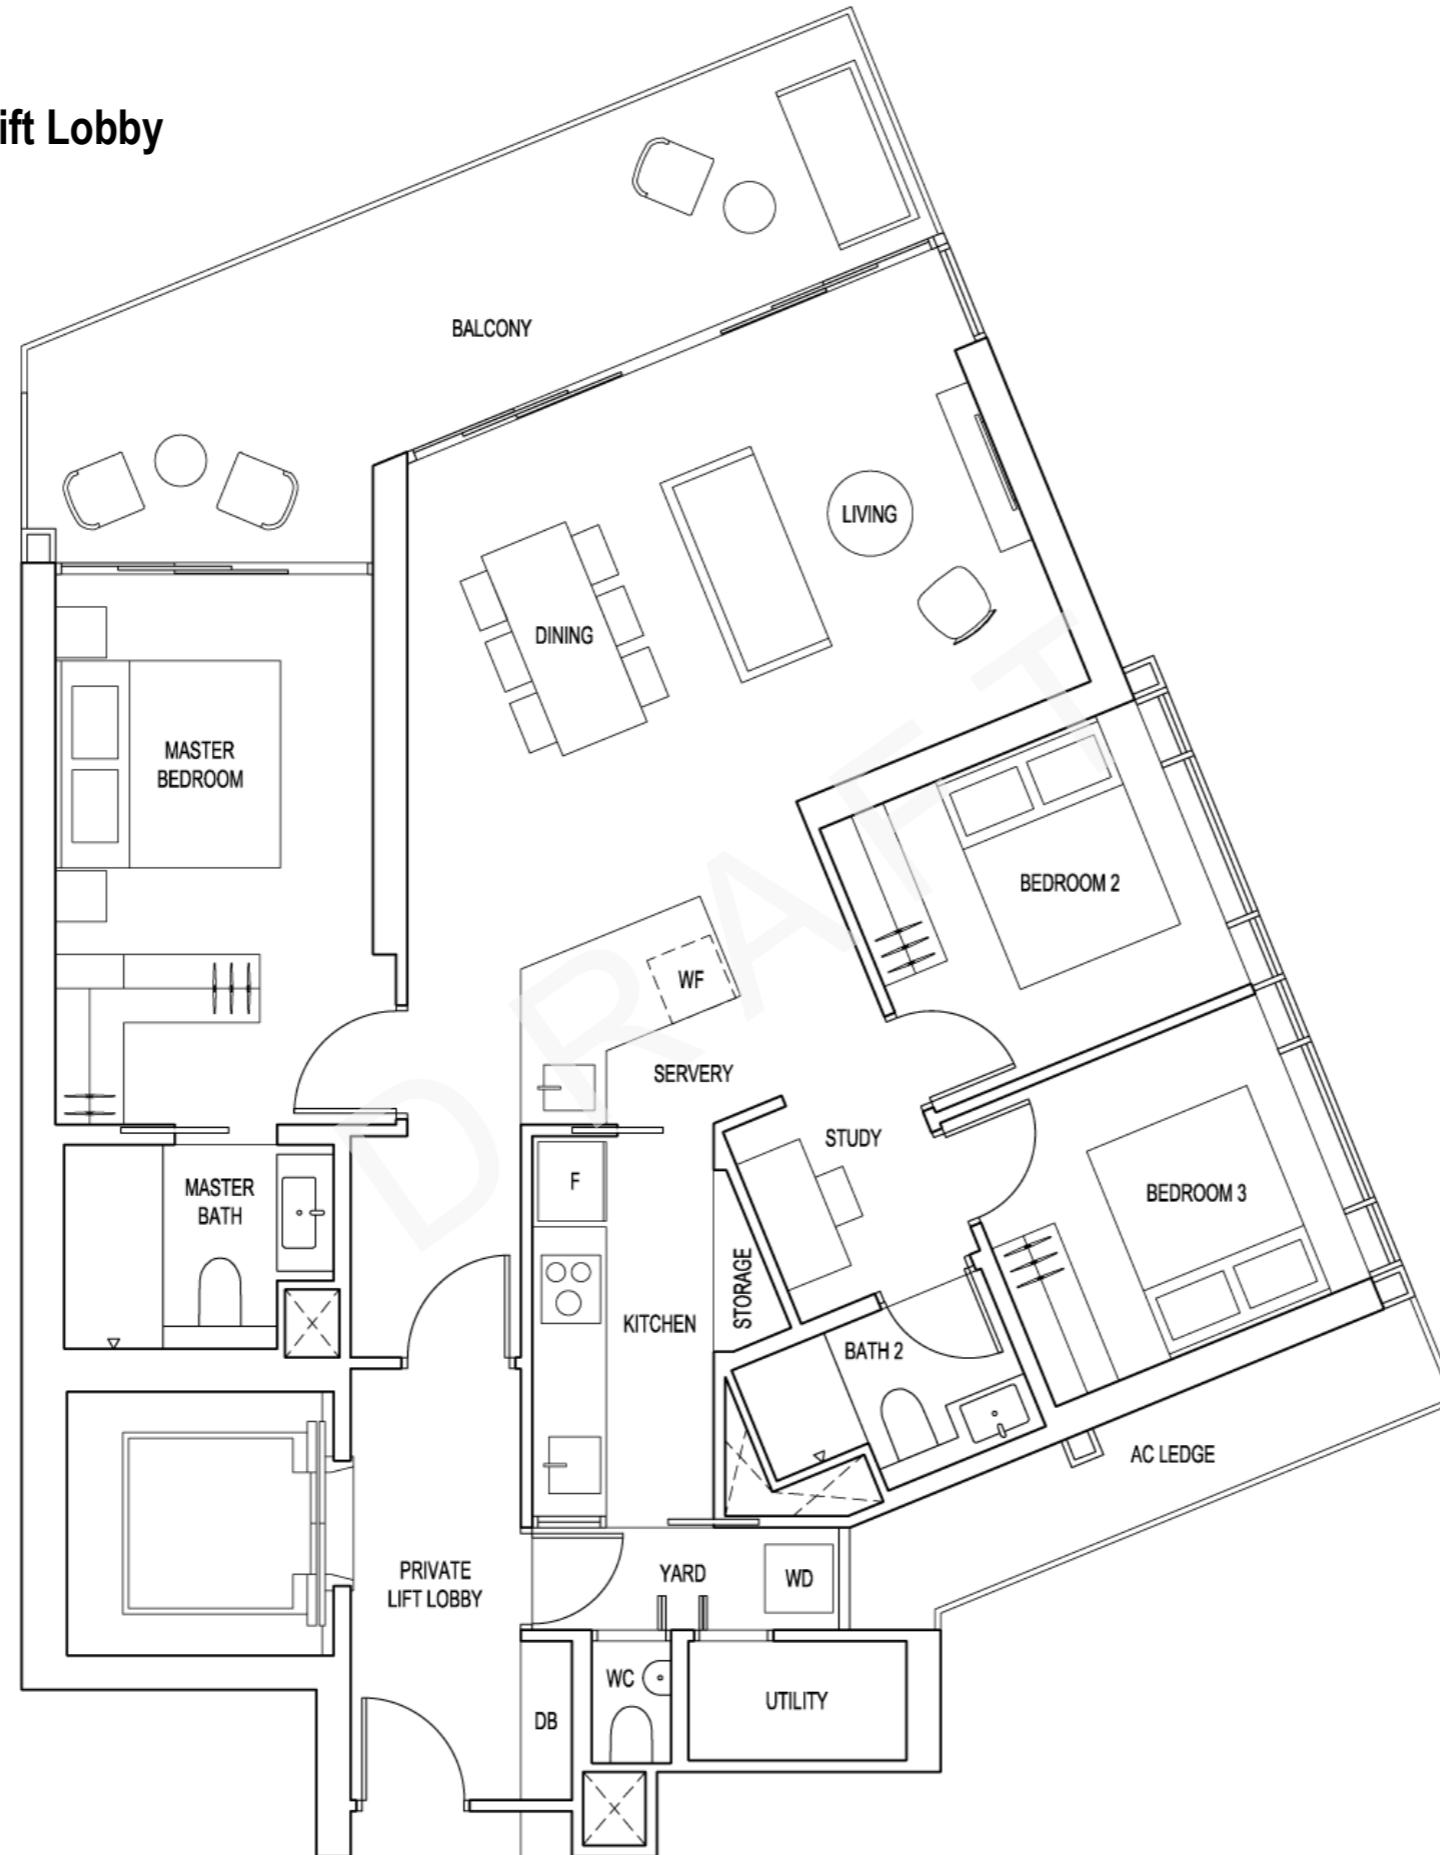 ift Lobby
BALCONY
LIVING
DINING
MASTER
BEDROOM
BEDROOM 2
WF
SERVERY
STUDY
F
MASTER
BATH
BEDROOM 3
STORAGE
KITCHEN
BATH 2
AC LEDGE
PRIVATE
LIFT LOBBY
YARD
WD
WC
UTILITY
DB
DRAFT